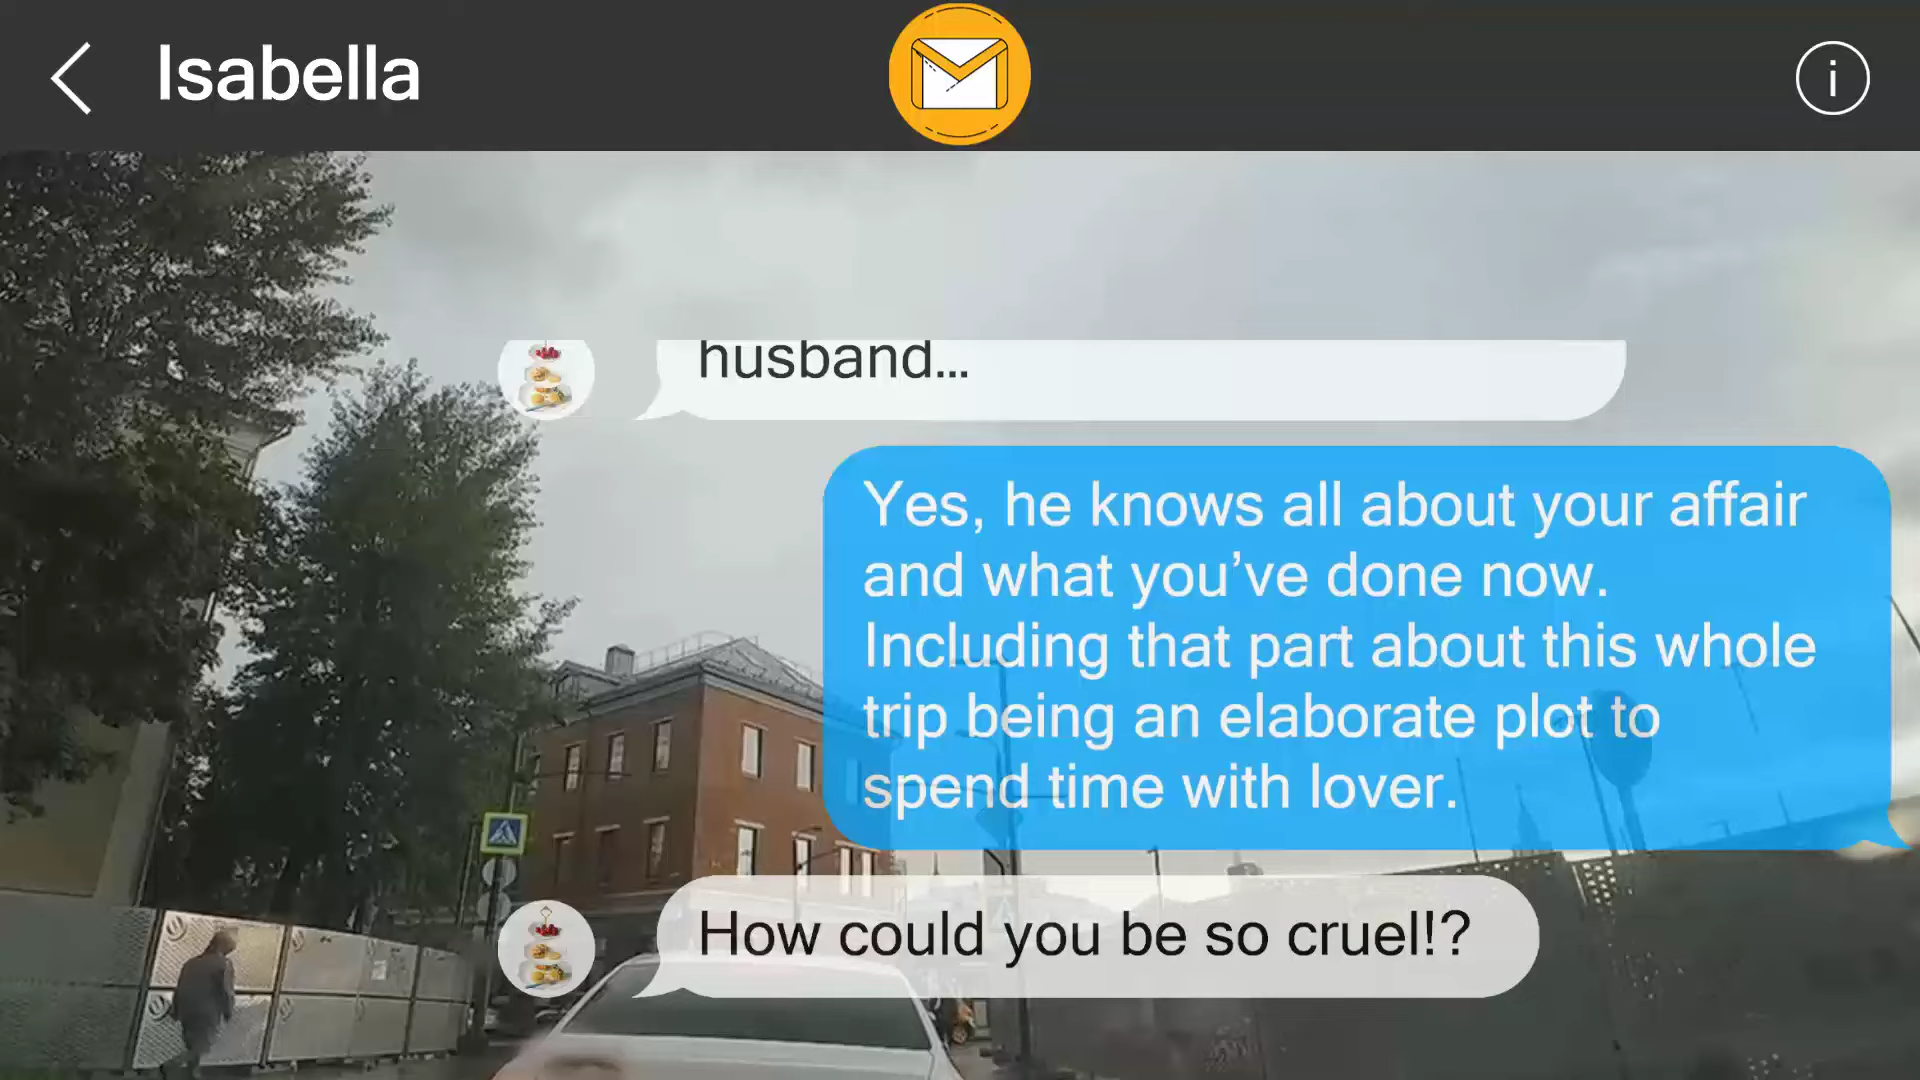 Isabella
i
husband...
Yes, he knows all about your affair
and what you’ve done now.
Including that part about this whole
trip being an elaborate plot to
spend time with lover.
How could you be so cruel!?